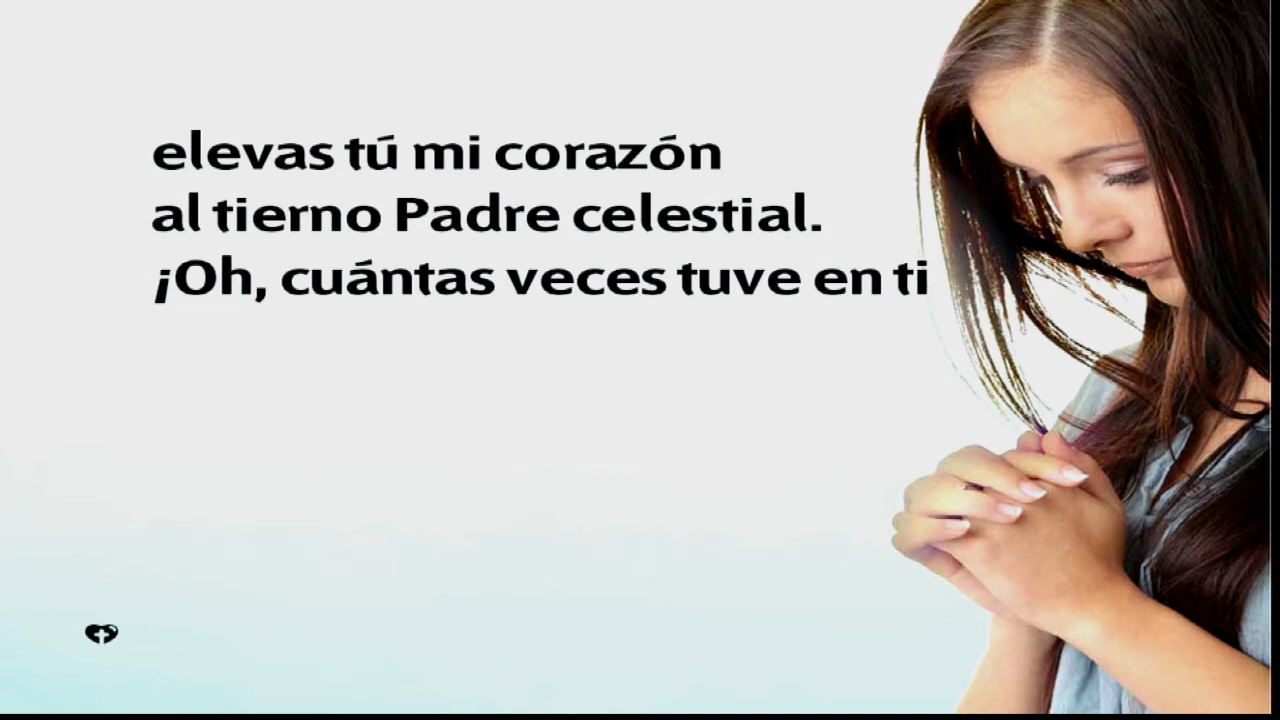 elevas tú mi corazón
al tierno Padre celestial.
¡Oh, cuántas veces tuve en ti